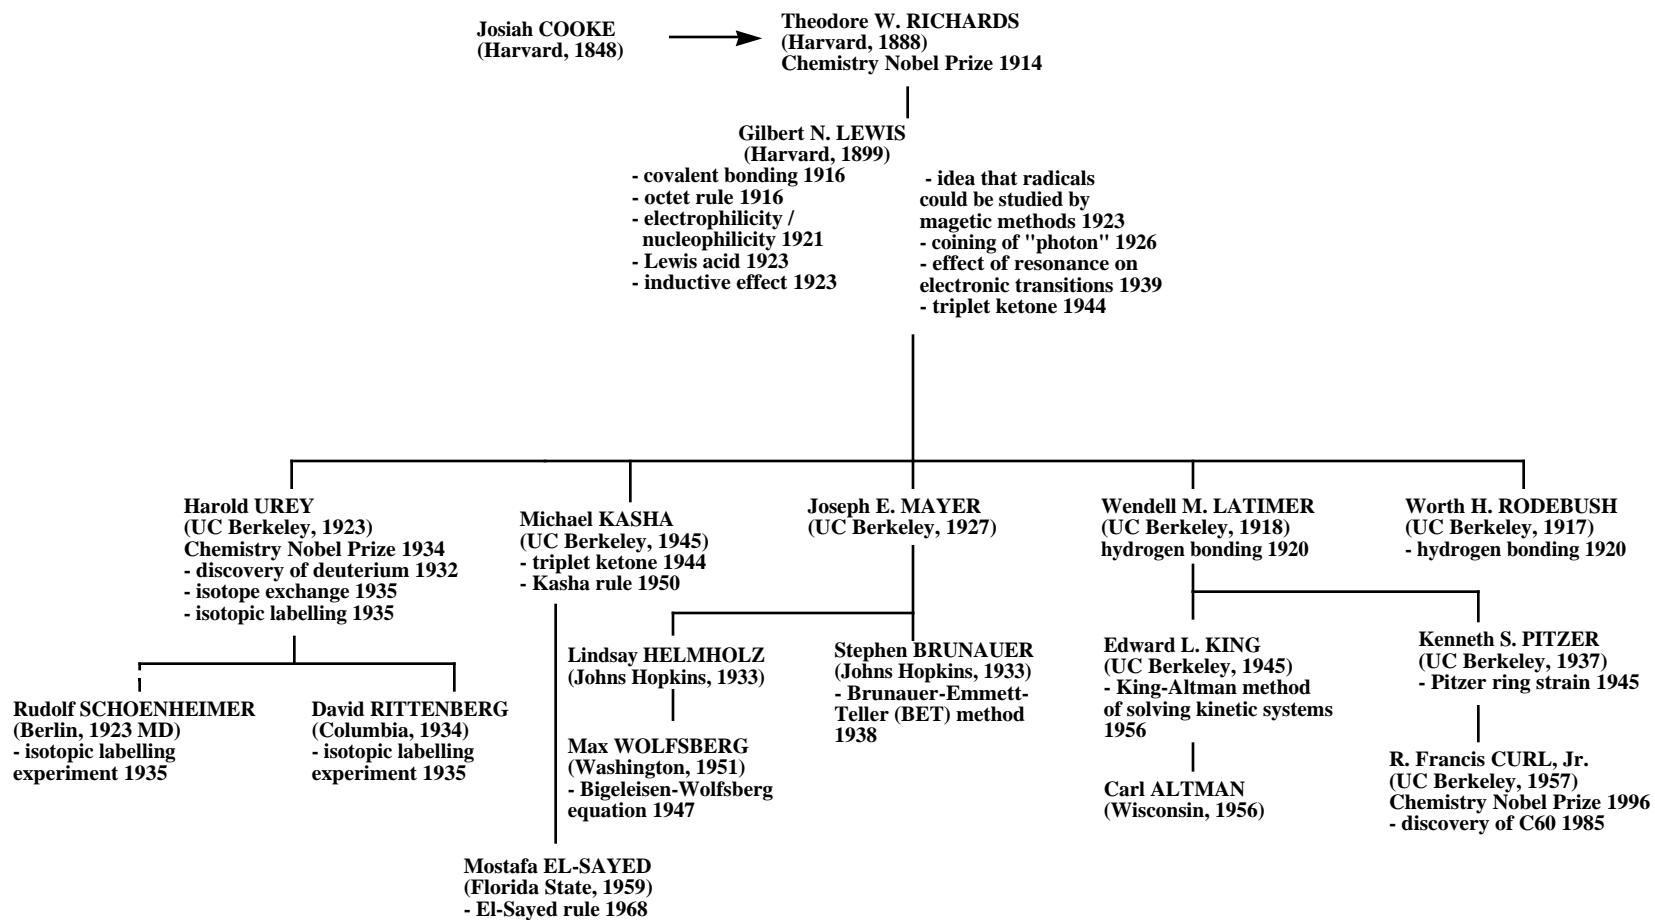 Josiah COOKE
(Harvard, 1848)
Theodore W. RICHARDS
(Harvard, 1888)
Chemistry Nobel Prize 1914
Gilbert N. LEWIS
(Harvard, 1899)
- covalent bonding 1916
- octet rule 1916
- electrophilicity /
nucleophilicity 1921
- Lewis acid 1923
- inductive effect 1923
- idea that radicals
could be studied by
magetic methods 1923
- coining of "photon" 1926
- effect of resonance on
electronic transitions 1939
- triplet ketone 1944
Harold UREY
(UC Berkeley, 1923)
Chemistry Nobel Prize 1934
- discovery of deuterium 1932
- isotope exchange 1935
- isotopic labelling 1935
Michael KASHA
(UC Berkeley, 1945)
- triplet ketone 1944
- Kasha rule 1950
Joseph E. MAYER
(UC Berkeley, 1927)
Wendell M. LATIMER
(UC Berkeley, 1918)
hydrogen bonding 1920
Worth H. RODEBUSH
(UC Berkeley, 1917)
- hydrogen bonding 1920
Rudolf SCHOENHEIMER
(Berlin, 1923 MD)
- isotopic labelling
experiment 1935
David RITTENBERG
(Columbia, 1934)
- isotopic labelling
experiment 1935
Lindsay HELMHOLZ
(Johns Hopkins, 1933)
Max WOLFSBERG
(Washington, 1951)
- Bigeleisen-Wolfsberg
equation 1947
Stephen BRUNAUER
(Johns Hopkins, 1933)
- Brunauer-Emmett-
Teller (BET) method
1938
Edward L. KING
(UC Berkeley, 1945)
- King-Altman method
of solving kinetic systems
1956
Carl ALTMAN
(Wisconsin, 1956)
Kenneth S. PITZER
(UC Berkeley, 1937)
- Pitzer ring strain 1945
R. Francis CURL, Jr.
(UC Berkeley, 1957)
Chemistry Nobel Prize 1996
- discovery of C60 1985
Mostafa EL-SAYED
(Florida State, 1959)
- El-Sayed rule 1968